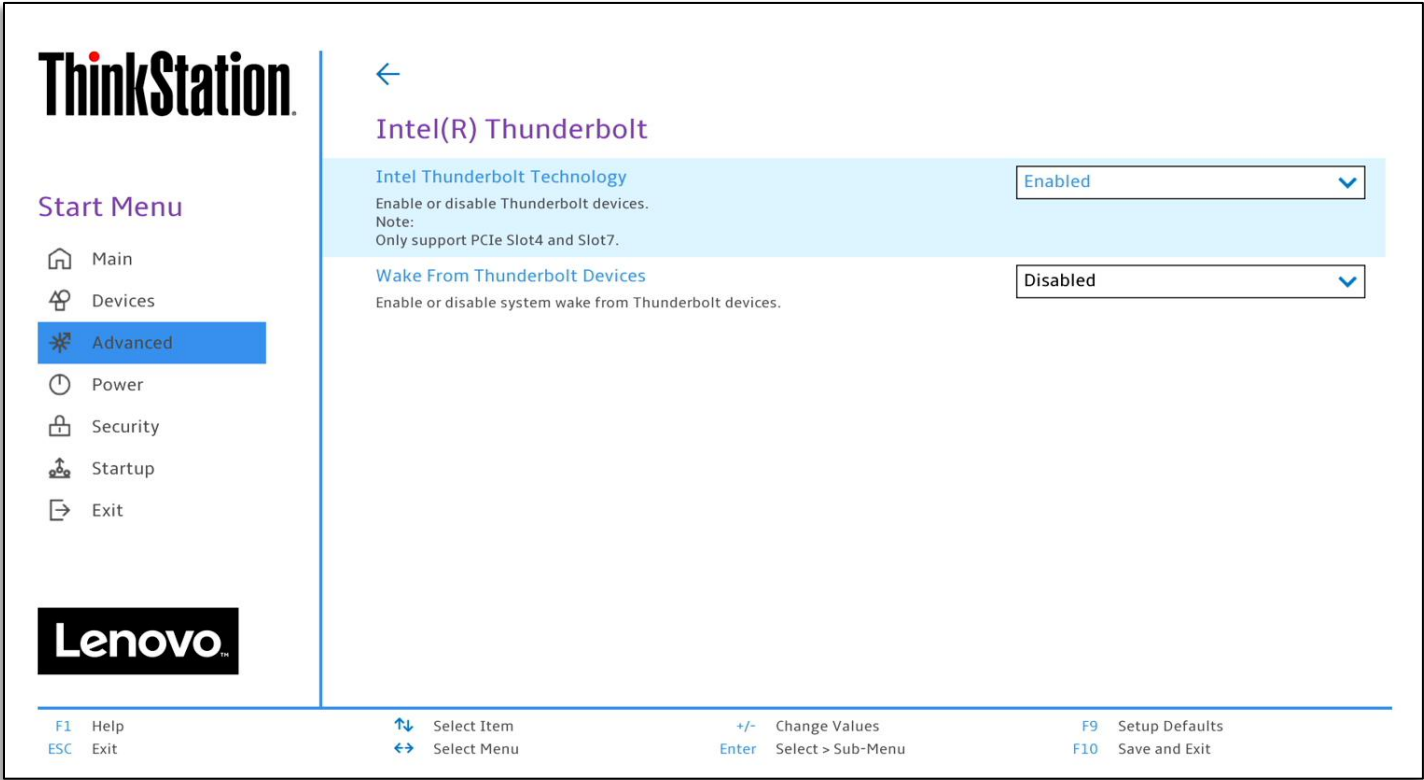 ThinkStation.
Start Menu
Main
Devices
Advanced
Power
Security
Startup
Exit
Lenovo™
Intel(R) Thunderbolt
Intel Thunderbolt Technology
Enabled
Enable or disable Thunderbolt devices.
Note:
Only support PCIe Slot4 and Slot7.
Wake From Thunderbolt Devices
Disabled
Enable or disable system wake from Thunderbolt devices.
F1 Help
↑↓ Select Item
+/- Change Values
F9 Setup Defaults
ESC Exit
↔ Select Menu
Enter Select > Sub-Menu
F10 Save and Exit